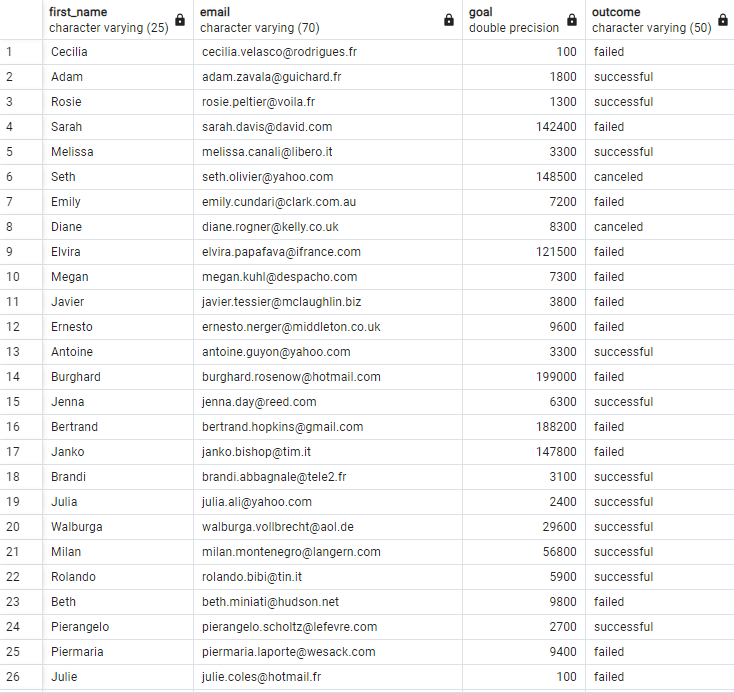 first_name email goal outcome
character varying (25) character varying (70) double precision character varying (50)
1 Cecilia cecilia.velasco@rodrigues.fr 100 failed
2 Adam adam.zavala@guichard.fr 1800 successful
3 Rosie rosie.peltier@voila.fr 1300 successful
4 Sarah sarah.davis@david.com 142400 failed
5 Melissa melissa.canali@libero.it 3300 successful
6 Seth seth.olivier@yahoo.com 148500 canceled
7 Emily emily.cundari@clark.com.au 7200 failed
8 Diane diane.rogner@kelly.co.uk 8300 canceled
9 Elvira elvira.papafava@ifrance.com 121500 failed
10 Megan megan.kuhl@despacho.com 7300 failed
11 Javier javier.tessier@mclaughlin.biz 3800 failed
12 Ernesto ernesto.nerger@middleton.co.uk 9600 failed
13 Antoine antoine.guyon@yahoo.com 3300 successful
14 Burghard burghard.rosenow@hotmail.com 199000 failed
15 Jenna jenna.day@reed.com 6300 successful
16 Bertrand bertrand.hopkins@gmail.com 188200 failed
17 Janko janko.bishop@tim.it 147800 failed
18 Brandi brandi.abbagnale@tele2.fr 3100 successful
19 Julia julia.ali@yahoo.com 2400 successful
20 Walburga walburga.vollbrecht@aol.de 29600 successful
21 Milan milan.montenegro@langern.com 56800 successful
22 Rolando rolando.bibi@tin.it 5900 successful
23 Beth beth.miniati@hudson.net 9800 failed
24 Pierangelo pierangelo.scholtz@lefevre.com 2700 successful
25 Piermaria piermaria.laporte@wesack.com 9400 failed
26 Julie julie.coles@hotmail.fr 100 failed